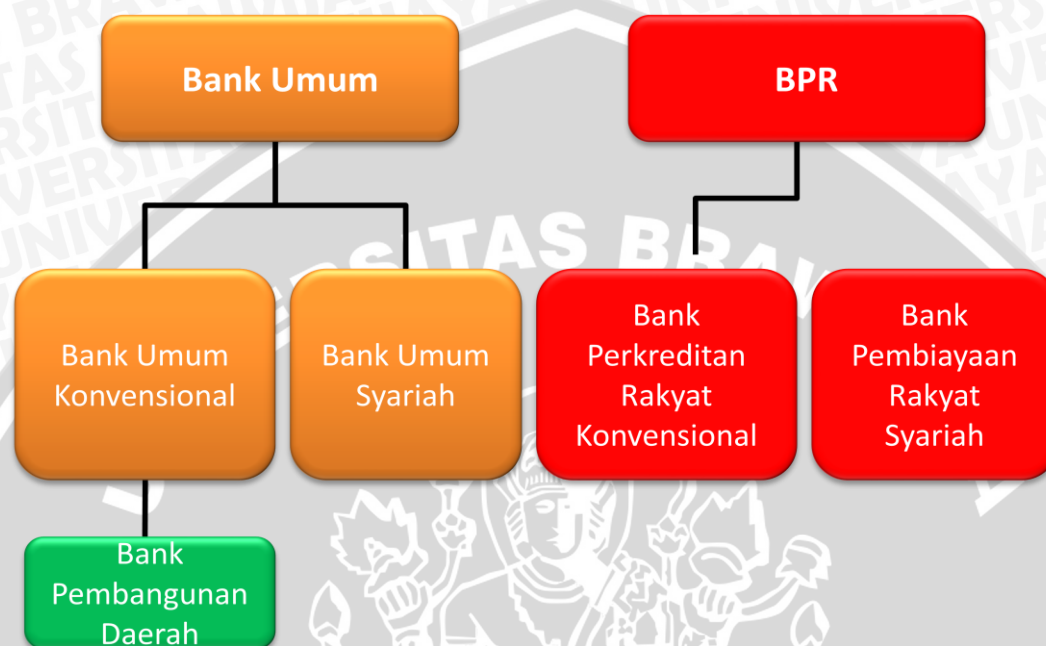 Bank Umum
BPR
Bank Umum
Konvensional
Bank Umum
Syariah
Bank
Perkreditan
Rakyat
Konvensional
Bank
Pembiayaan
Rakyat
Syariah
Bank
Pembangunan
Daerah